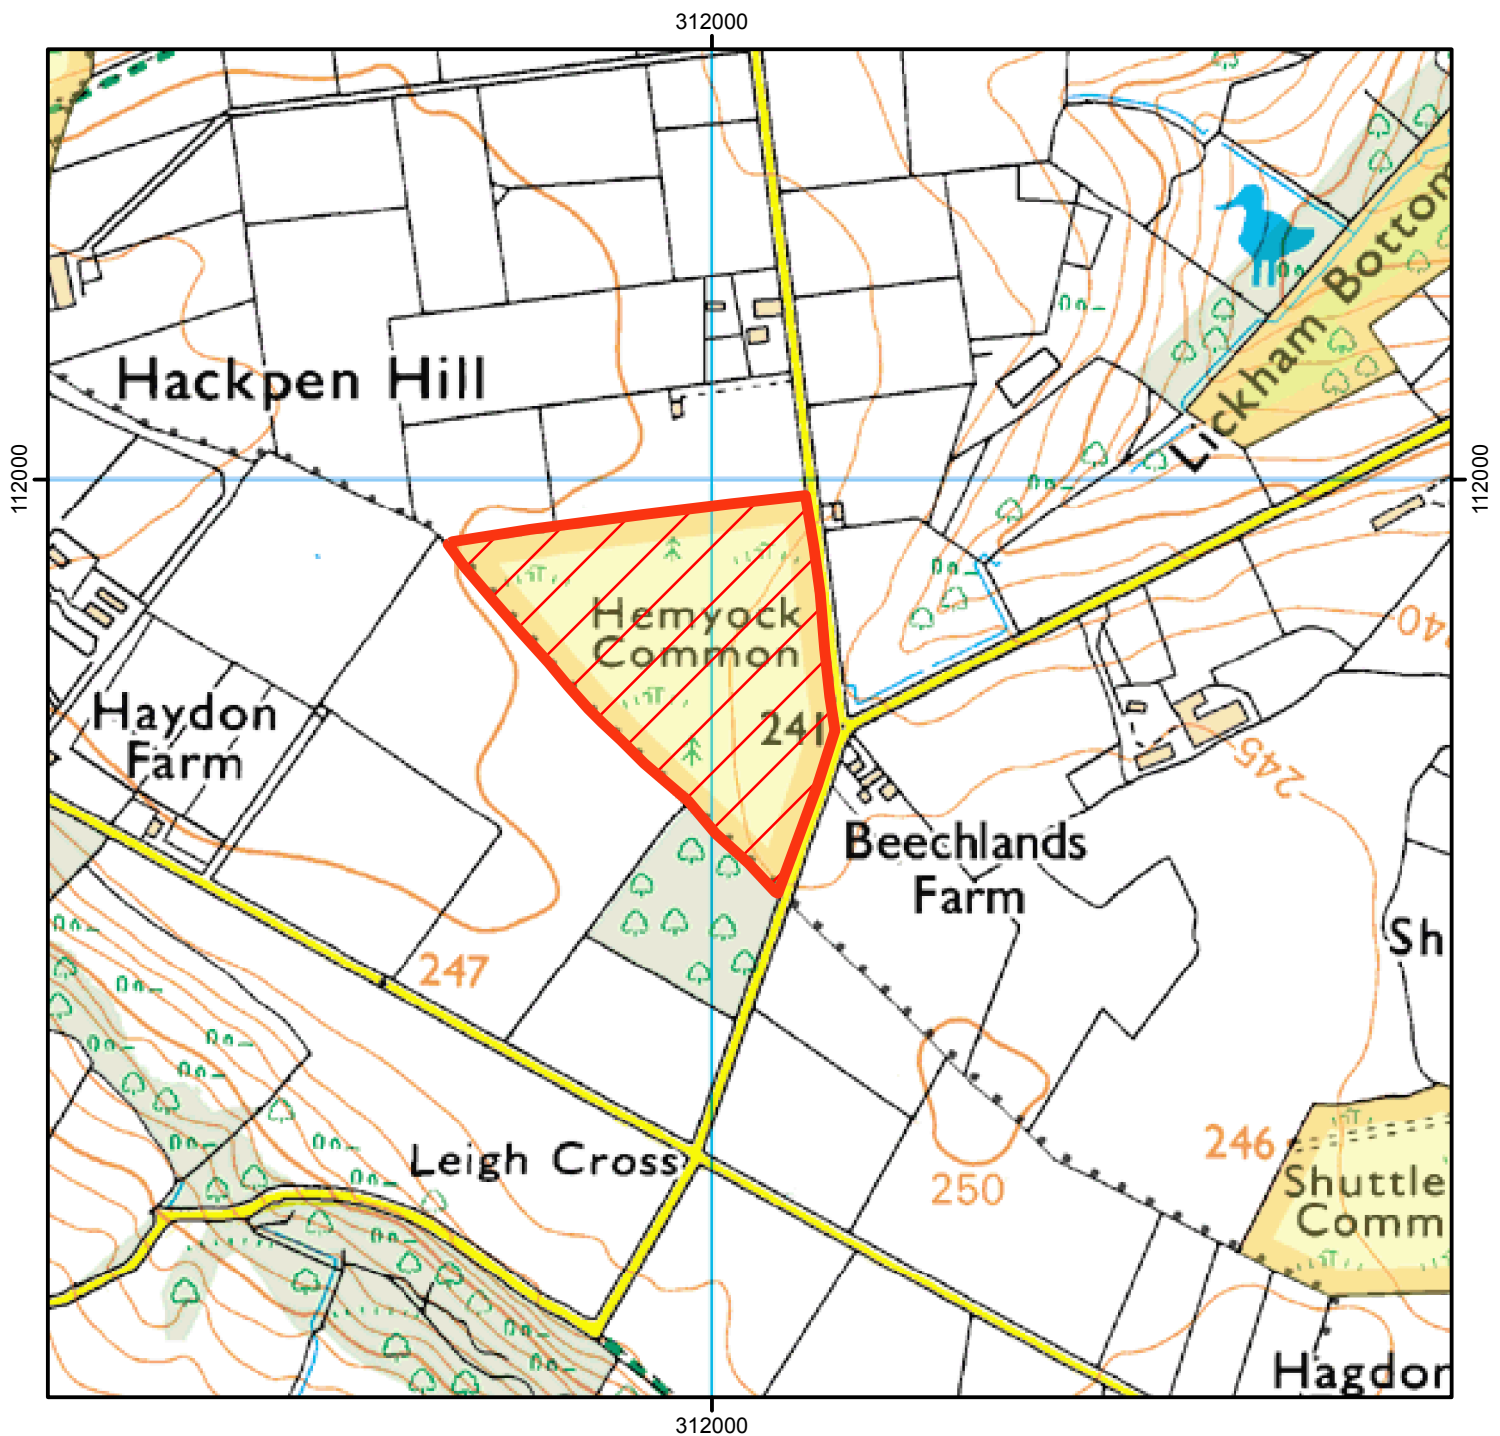 312000
Lickham Bottom
Hackpen Hill
112000
112000
Hemyock
Common
240
Haydon
Farm
241
245
Beechlands
Farm
Sh
247
Leigh Cross
246
250
Shuttle
Comm
Hagdon
312000